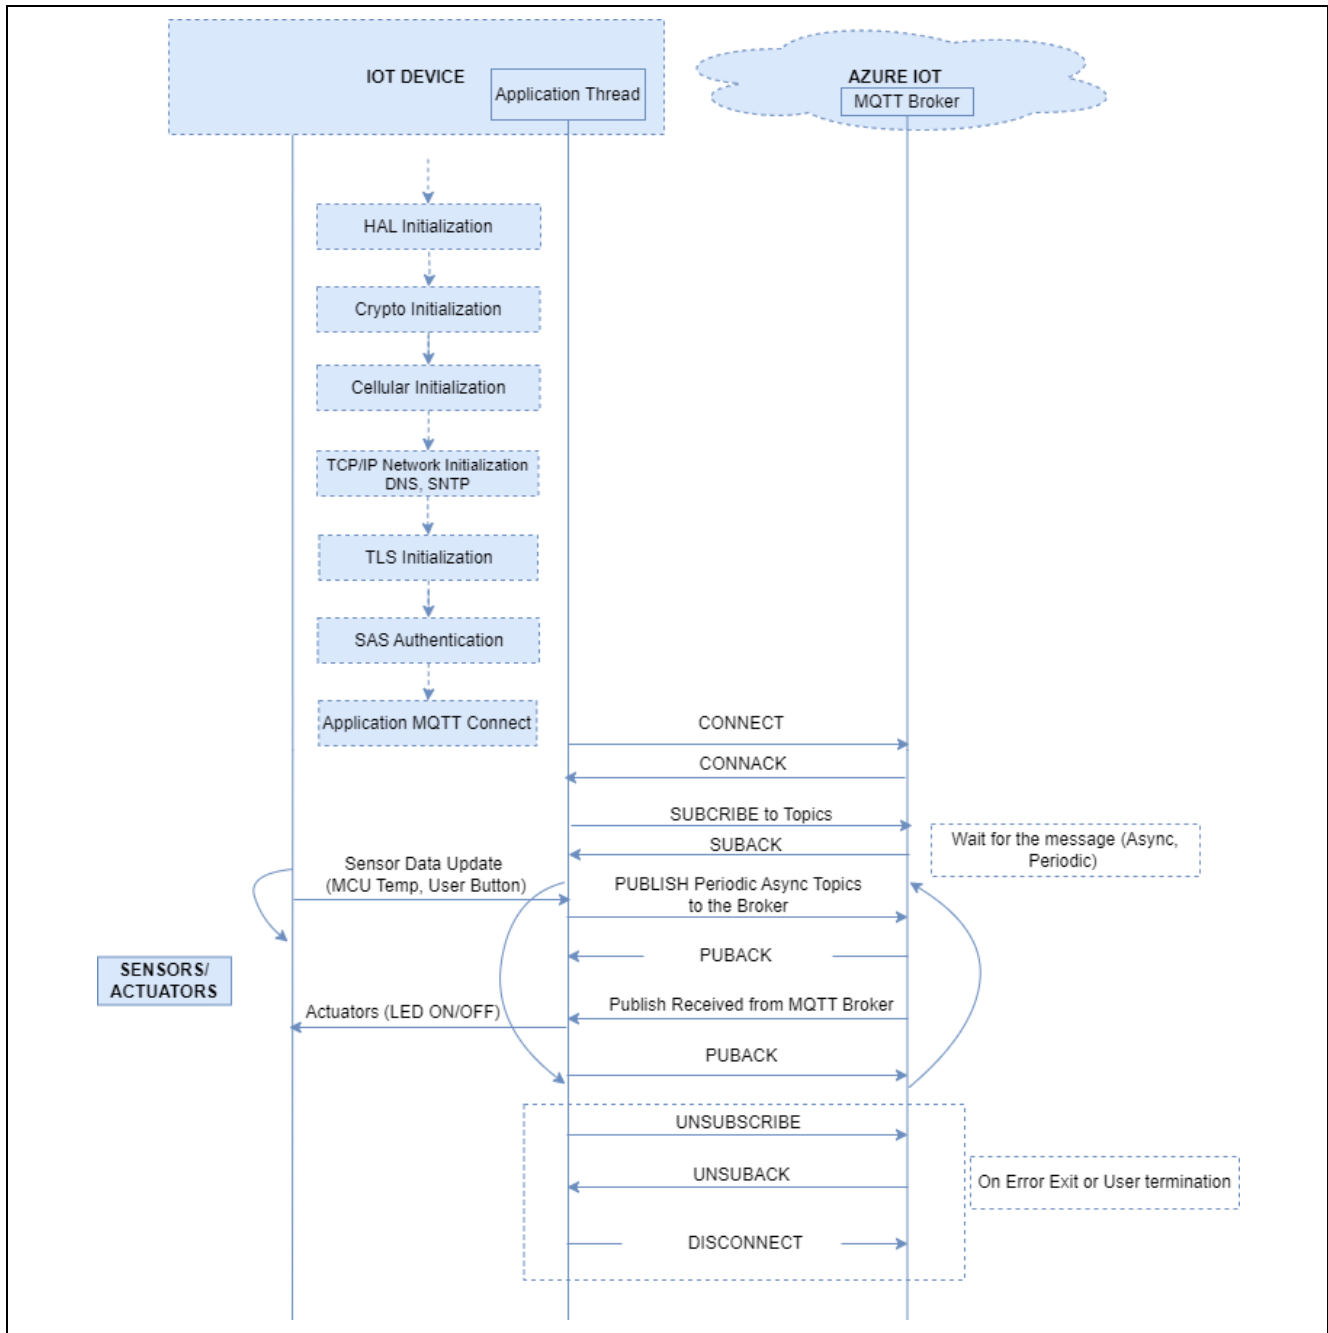 IOT DEVICE
Application Thread
AZURE IOT
MQTT Broker
HAL Initialization
Crypto Initialization
Cellular Initialization
TCP/IP Network Initialization
DNS, SNTP
TLS Initialization
SAS Authentication
Application MQTT Connect
CONNECT
CONNACK
SUBCRIBE to Topics
SUBACK
Wait for the message (Async,
Periodic)
Sensor Data Update
(MCU Temp, User Button)
PUBLISH Periodic Async Topics
to the Broker
PUBACK
SENSORS/
ACTUATORS
Actuators (LED ON/OFF)
Publish Received from MQTT Broker
PUBACK
UNSUBSCRIBE
UNSUBACK
On Error Exit or User termination
DISCONNECT